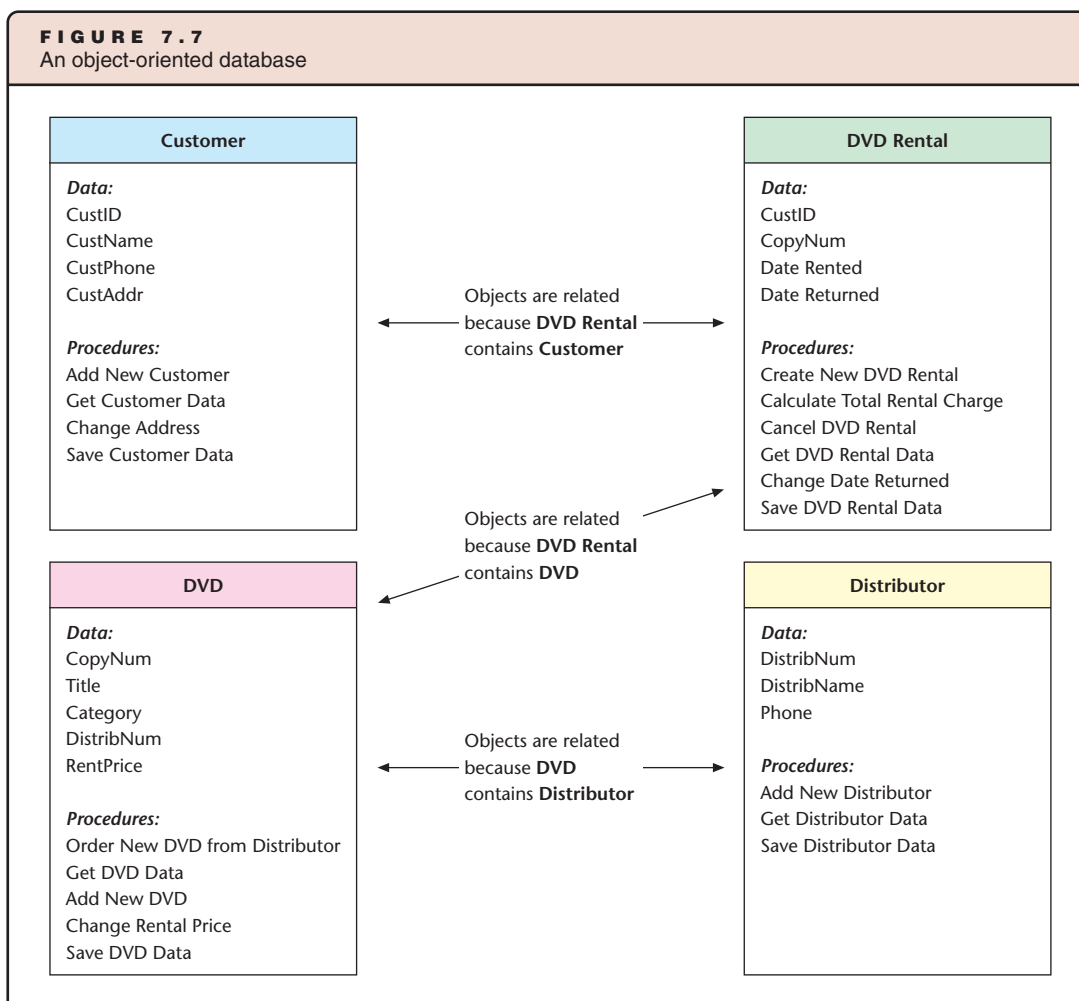 FIGURE 7.7
An object-oriented database
Customer
Data:
CustID
CustName
CustPhone
CustAddr
Procedures:
Add New Customer
Get Customer Data
Change Address
Save Customer Data
Objects are related
because DVD Rental
contains Customer
DVD Rental
Data:
CustID
CopyNum
Date Rented
Date Returned
Procedures:
Create New DVD Rental
Calculate Total Rental Charge
Cancel DVD Rental
Get DVD Rental Data
Change Date Returned
Save DVD Rental Data
Objects are related
because DVD Rental
contains DVD
DVD
Data:
CopyNum
Title
Category
DistribNum
RentPrice
Procedures:
Order New DVD from Distributor
Get DVD Data
Add New DVD
Change Rental Price
Save DVD Data
Objects are related
because DVD
contains Distributor
Distributor
Data:
DistribNum
DistribName
Phone
Procedures:
Add New Distributor
Get Distributor Data
Save Distributor Data